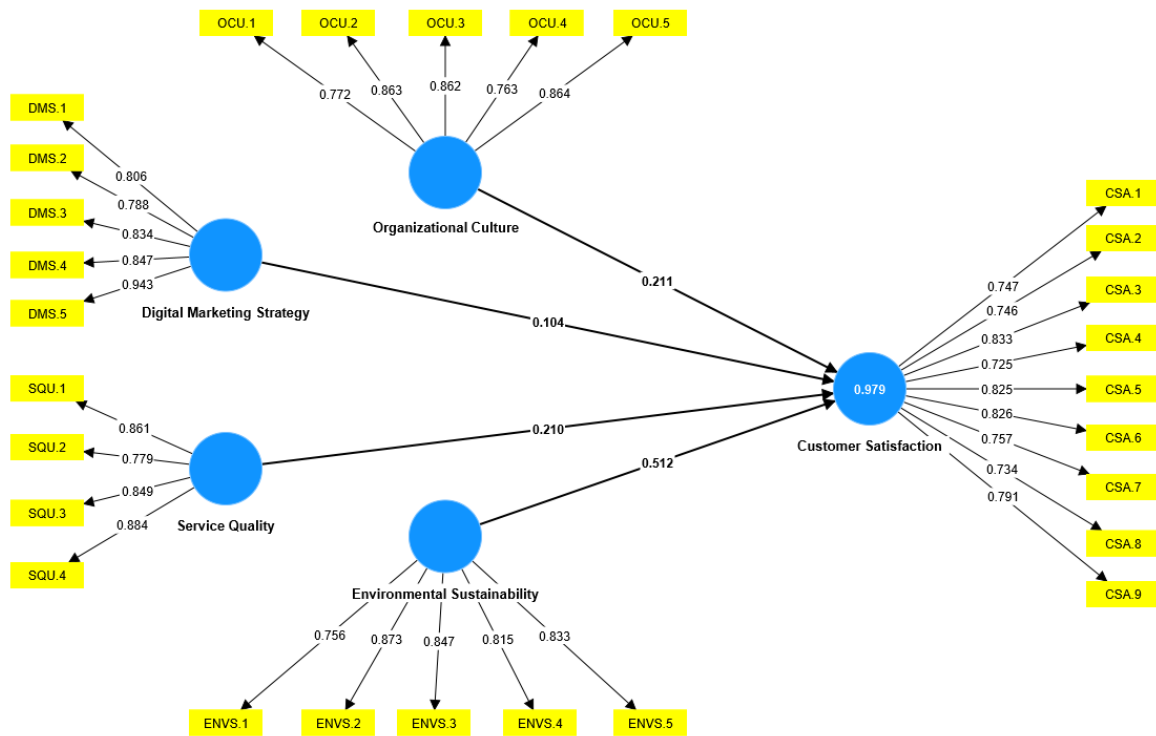 OCU.1 OCU.2 OCU.3 OCU.4 OCU.5
0.772 0.863 0.862 0.763 0.864
Organizational Culture
DMS.1
DMS.2
DMS.3
DMS.4
DMS.5
0.806
0.788
0.834
0.847
0.943
Digital Marketing Strategy
0.211
0.104
0.210
0.512
SQU.1
SQU.2
SQU.3
SQU.4
0.861
0.779
0.849
0.884
Service Quality
Environmental Sustainability
0.756 0.873 0.847 0.815 0.833
ENVS.1 ENVS.2 ENVS.3 ENVS.4 ENVS.5
0.979
Customer Satisfaction
0.747
0.746
0.833
0.725
0.825
0.826
0.757
0.734
0.791
CSA.1
CSA.2
CSA.3
CSA.4
CSA.5
CSA.6
CSA.7
CSA.8
CSA.9